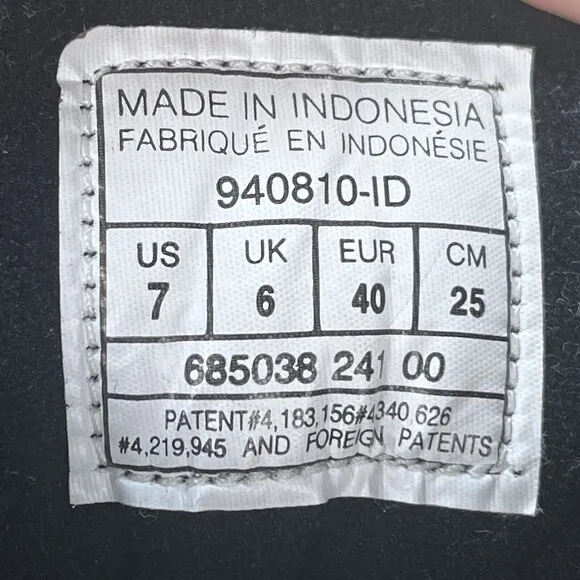 MADE IN INDONESIA
FABRIQUÉ EN INDONÉSIE
940810-ID
US UK EUR CM
7 6 40 25
685038 241 00
PATENT#4,183,156#4340 626
#4,219,945 AND FOREIGN PATENTS